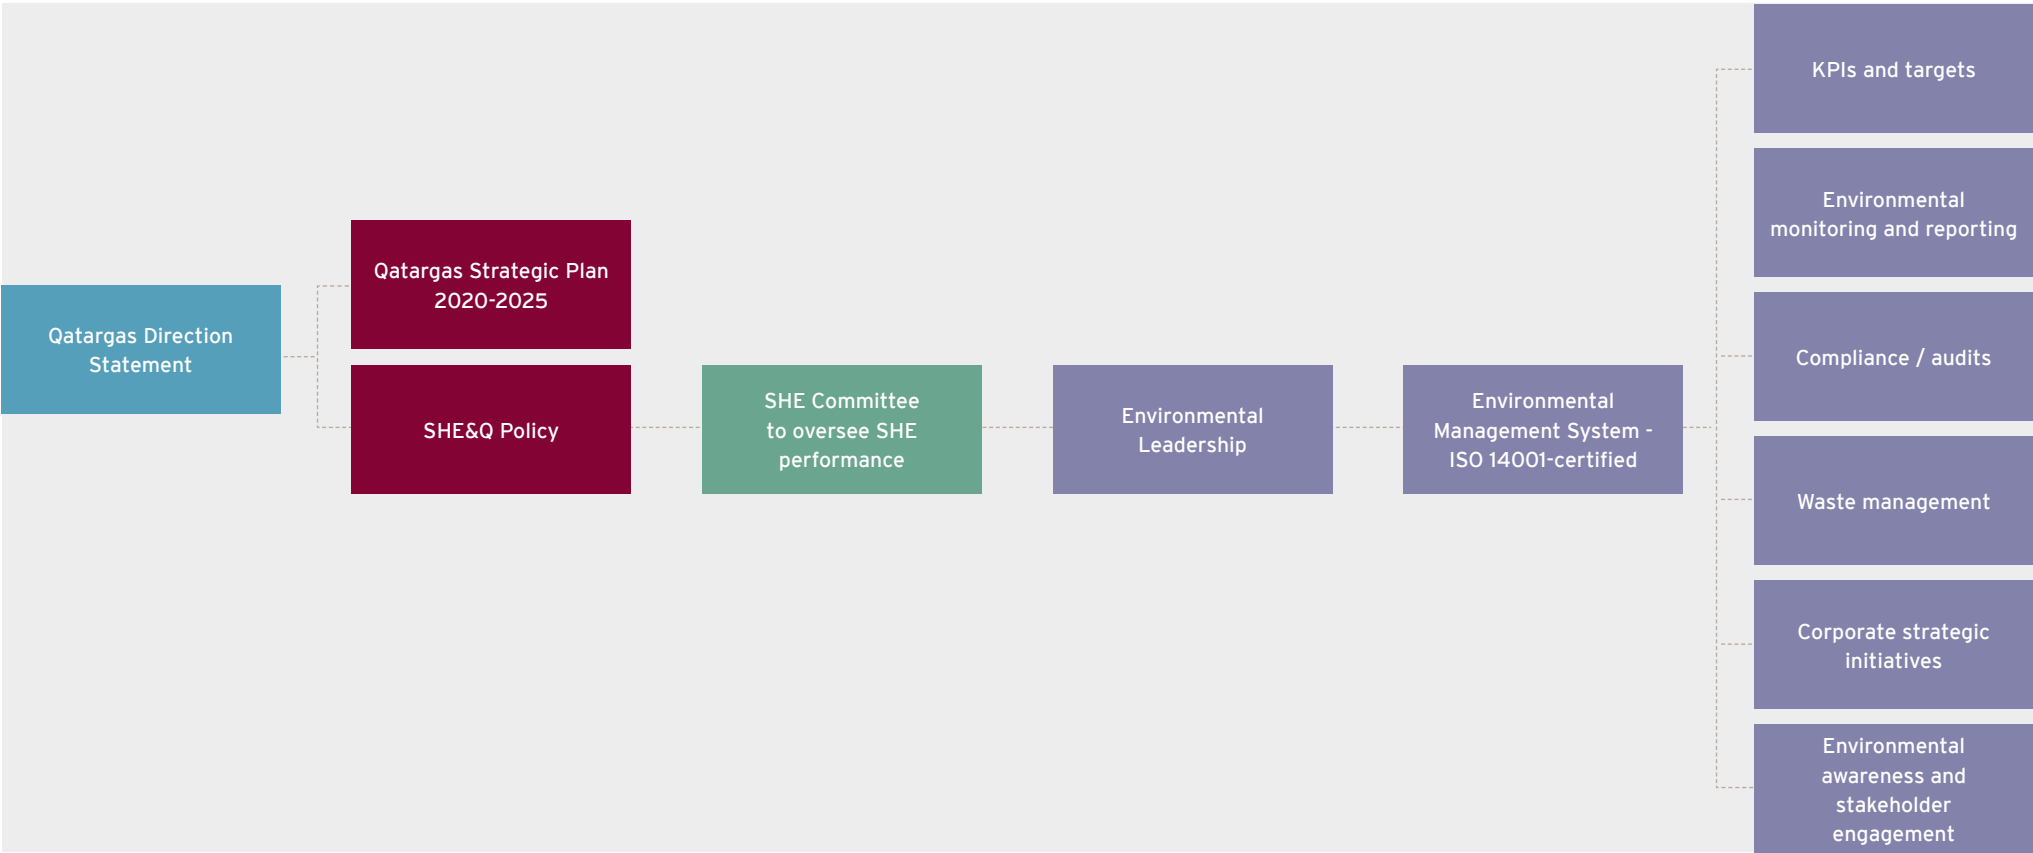 Qatargas Direction
Statement
Qatargas Strategic Plan
2020-2025
SHE&Q Policy
SHE Committee
to oversee SHE
performance
Environmental
Leadership
Environmental
Management System -
ISO 14001-certified
KPIs and targets
Environmental
monitoring and reporting
Compliance / audits
Waste management
Corporate strategic
initiatives
Environmental
awareness and
stakeholder
engagement